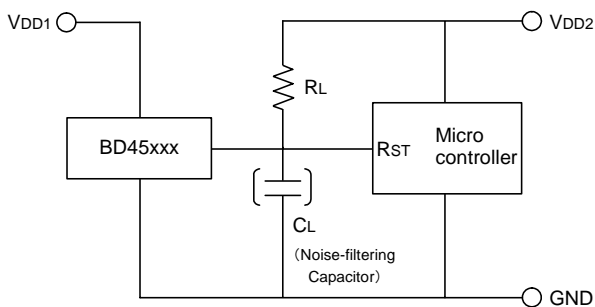 VDD1
VDD2
RL
BD45xxx
RST
Micro
controller
CL
（Noise-filtering
Capacitor）
GND